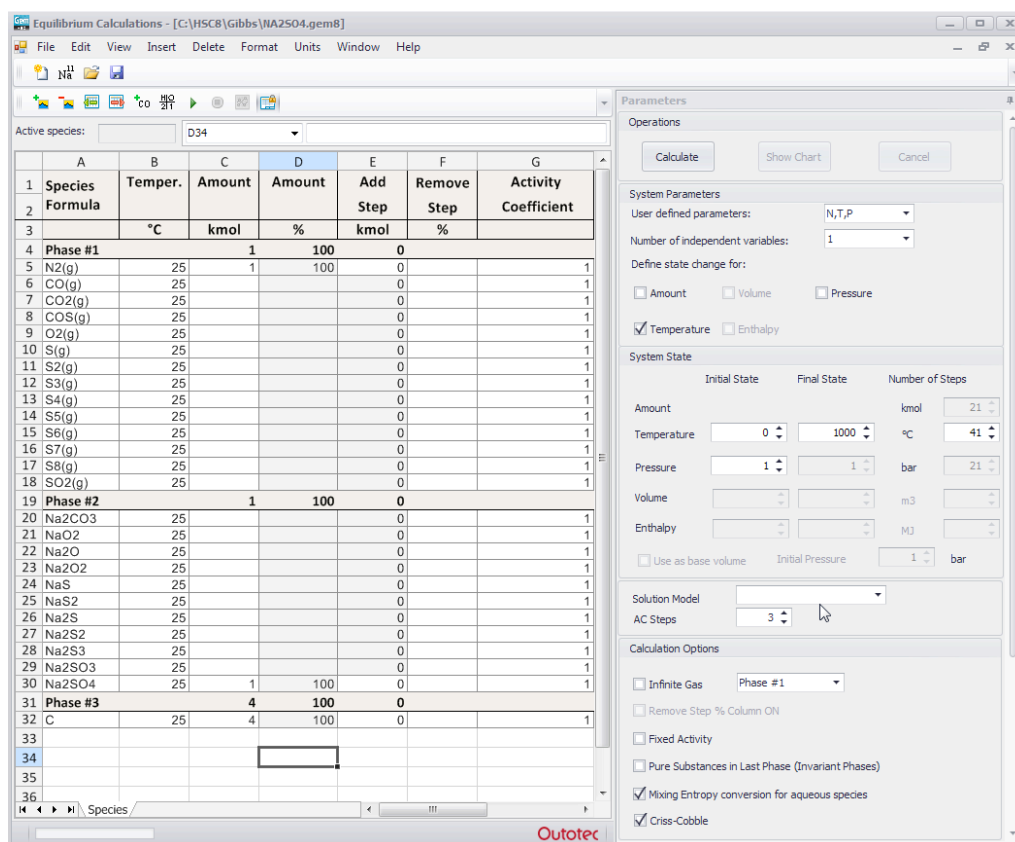 Equilibrium Calculations - [C:\HSC8\Gibbs\NA2SO4.gem8]
File Edit View Insert Delete Format Units Window Help
Active species: D34
A B C D E F G
1 Species Temper. Amount Amount Add Remove Activity
2 Formula Step Step Coefficient
3 °C kmol % kmol %
4 Phase #1 1 100 0
5 N2(g) 25 1 100 0 1
6 CO(g) 25 0 1
7 CO2(g) 25 0 1
8 COS(g) 25 0 1
9 O2(g) 25 0 1
10 S(g) 25 0 1
11 S2(g) 25 0 1
12 S3(g) 25 0 1
13 S4(g) 25 0 1
14 S5(g) 25 0 1
15 S6(g) 25 0 1
16 S7(g) 25 0 1
17 S8(g) 25 0 1
18 SO2(g) 25 0 1
19 Phase #2 1 100 0
20 Na2CO3 25 0 1
21 NaO2 25 0 1
22 Na2O 25 0 1
23 Na2O2 25 0 1
24 NaS 25 0 1
25 NaS2 25 0 1
26 Na2S 25 0 1
27 Na2S2 25 0 1
28 Na2S3 25 0 1
29 Na2SO3 25 0 1
30 Na2SO4 25 1 100 0 1
31 Phase #3 4 100 0
32 C 25 4 100 0 1
33
34
35
36
Species
Outotec
Parameters
Operations
Calculate Show Chart Cancel
System Parameters
User defined parameters: N,T,P
Number of independent variables: 1
Define state change for:
Amount Volume Pressure
Temperature Enthalpy
System State
Initial State Final State Number of Steps
Amount kmol 21
Temperature 0 1000 °C 41
Pressure 1 1 bar 21
Volume m3
Enthalpy MJ
Use as base volume Initial Pressure 1 bar
Solution Model
AC Steps 3
Calculation Options
Infinite Gas Phase #1
Remove Step % Column ON
Fixed Activity
Pure Substances in Last Phase (Invariant Phases)
Mixing Entropy conversion for aqueous species
Criss-Cobble